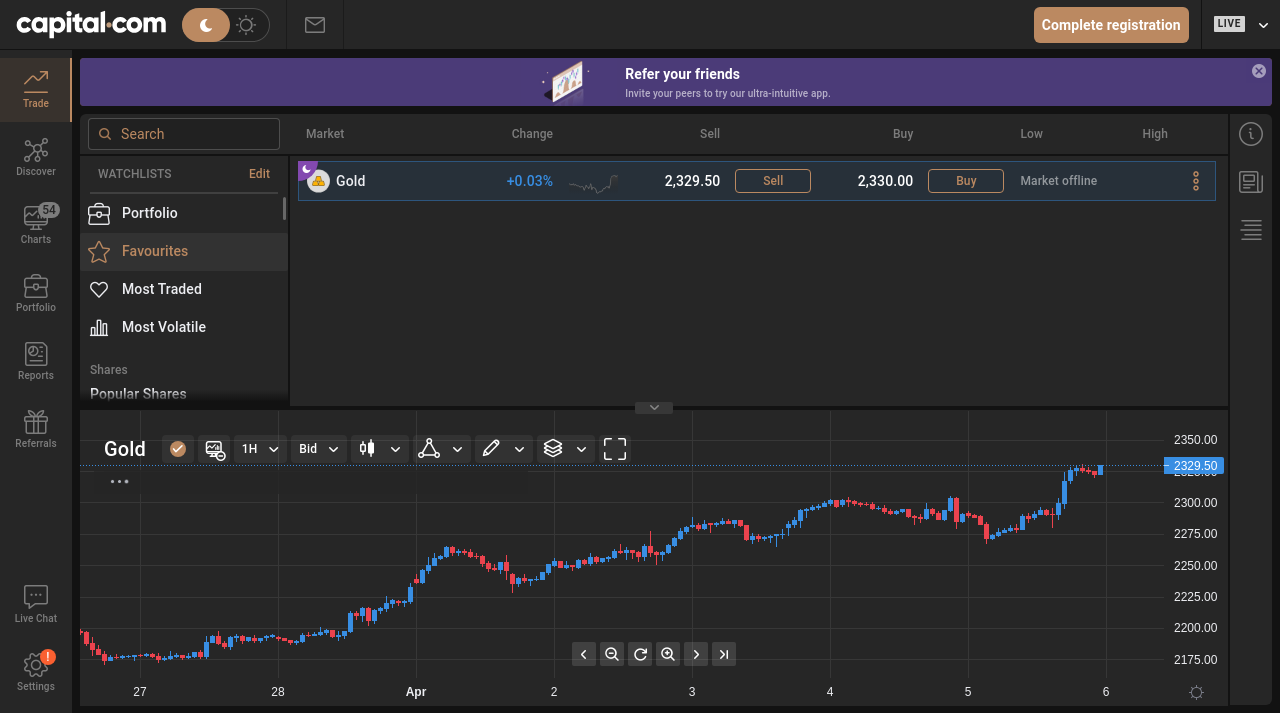 capital.com
Complete registration
LIVE
Trade
Discover
54
Charts
Portfolio
Reports
Referrals
Live Chat
!
Settings
Refer your friends
Invite your peers to try our ultra-intuitive app.
Search
Market Change Sell Buy Low High
WATCHLISTS Edit
Portfolio
Favourites
Most Traded
Most Volatile
Shares
Popular Shares
Gold +0.03% 2,329.50 Sell 2,330.00 Buy Market offline
Gold 1H Bid
2350.00
2329.50
2300.00
2275.00
2250.00
2225.00
2200.00
2175.00
27 28 Apr 2 3 4 5 6